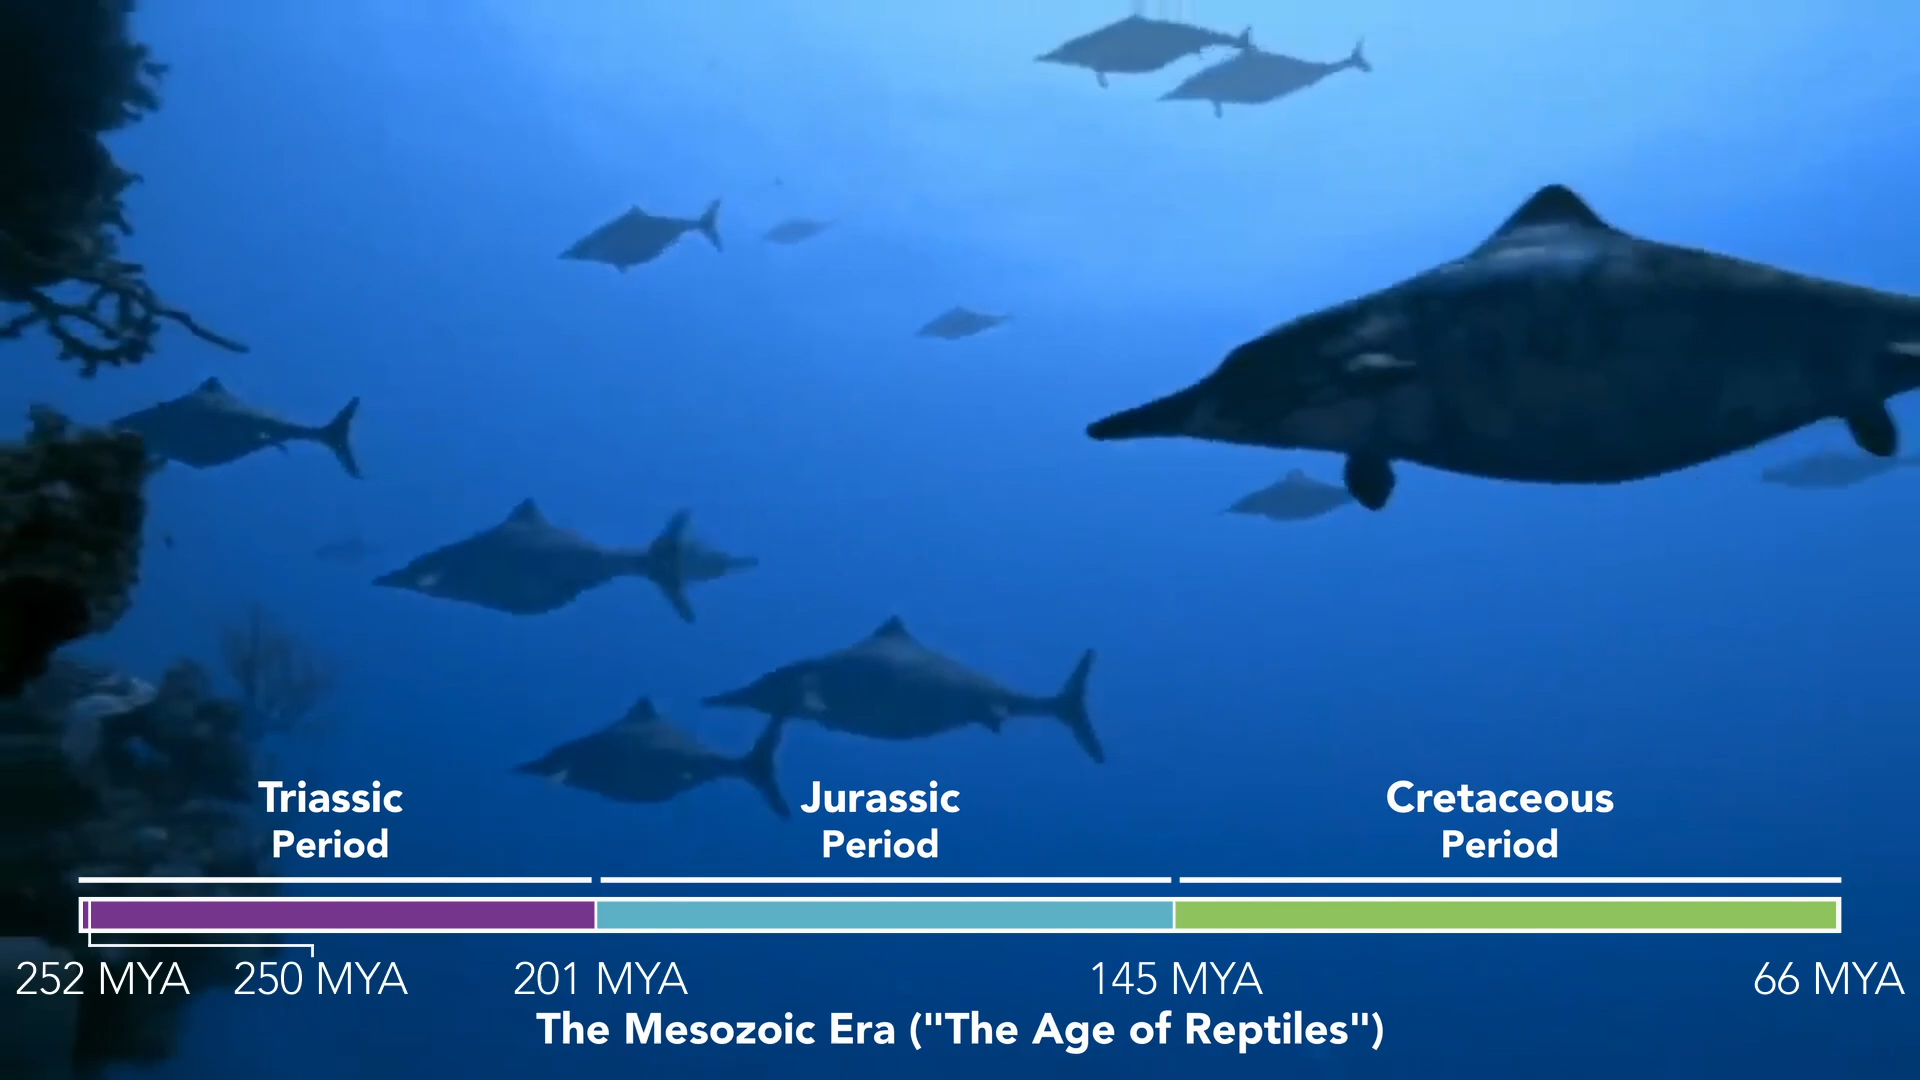 Triassic
Period
Jurassic
Period
Cretaceous
Period
252 MYA
250 MYA
201 MYA
145 MYA
66 MYA
The Mesozoic Era ("The Age of Reptiles")